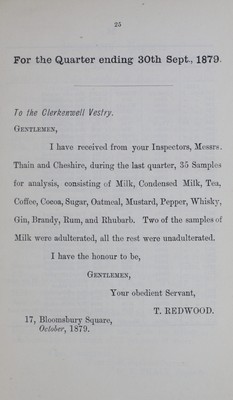 25
For the Quarter ending 30th Sept., 1879.
To the Clerkenwell Vestry.
GENTLEMEN,
I have received from your Inspectors, Messrs.
Thain and Cheshire, during the last quarter, 35 Samples
for analysis, consisting of Milk, Condensed Milk, Tea,
Coffee, Cocoa, Sugar, Oatmeal, Mustard, Pepper, Whisky,
Gin, Brandy, Rum, and Rhubarb. Two of the samples of
Milk were adulterated, all the rest were unadulterated.
I have the honour to be,
GENTLEMEN,
Your obedient Servant,
T. REDWOOD.
17, Bloomsbury Square,
October, 1879.